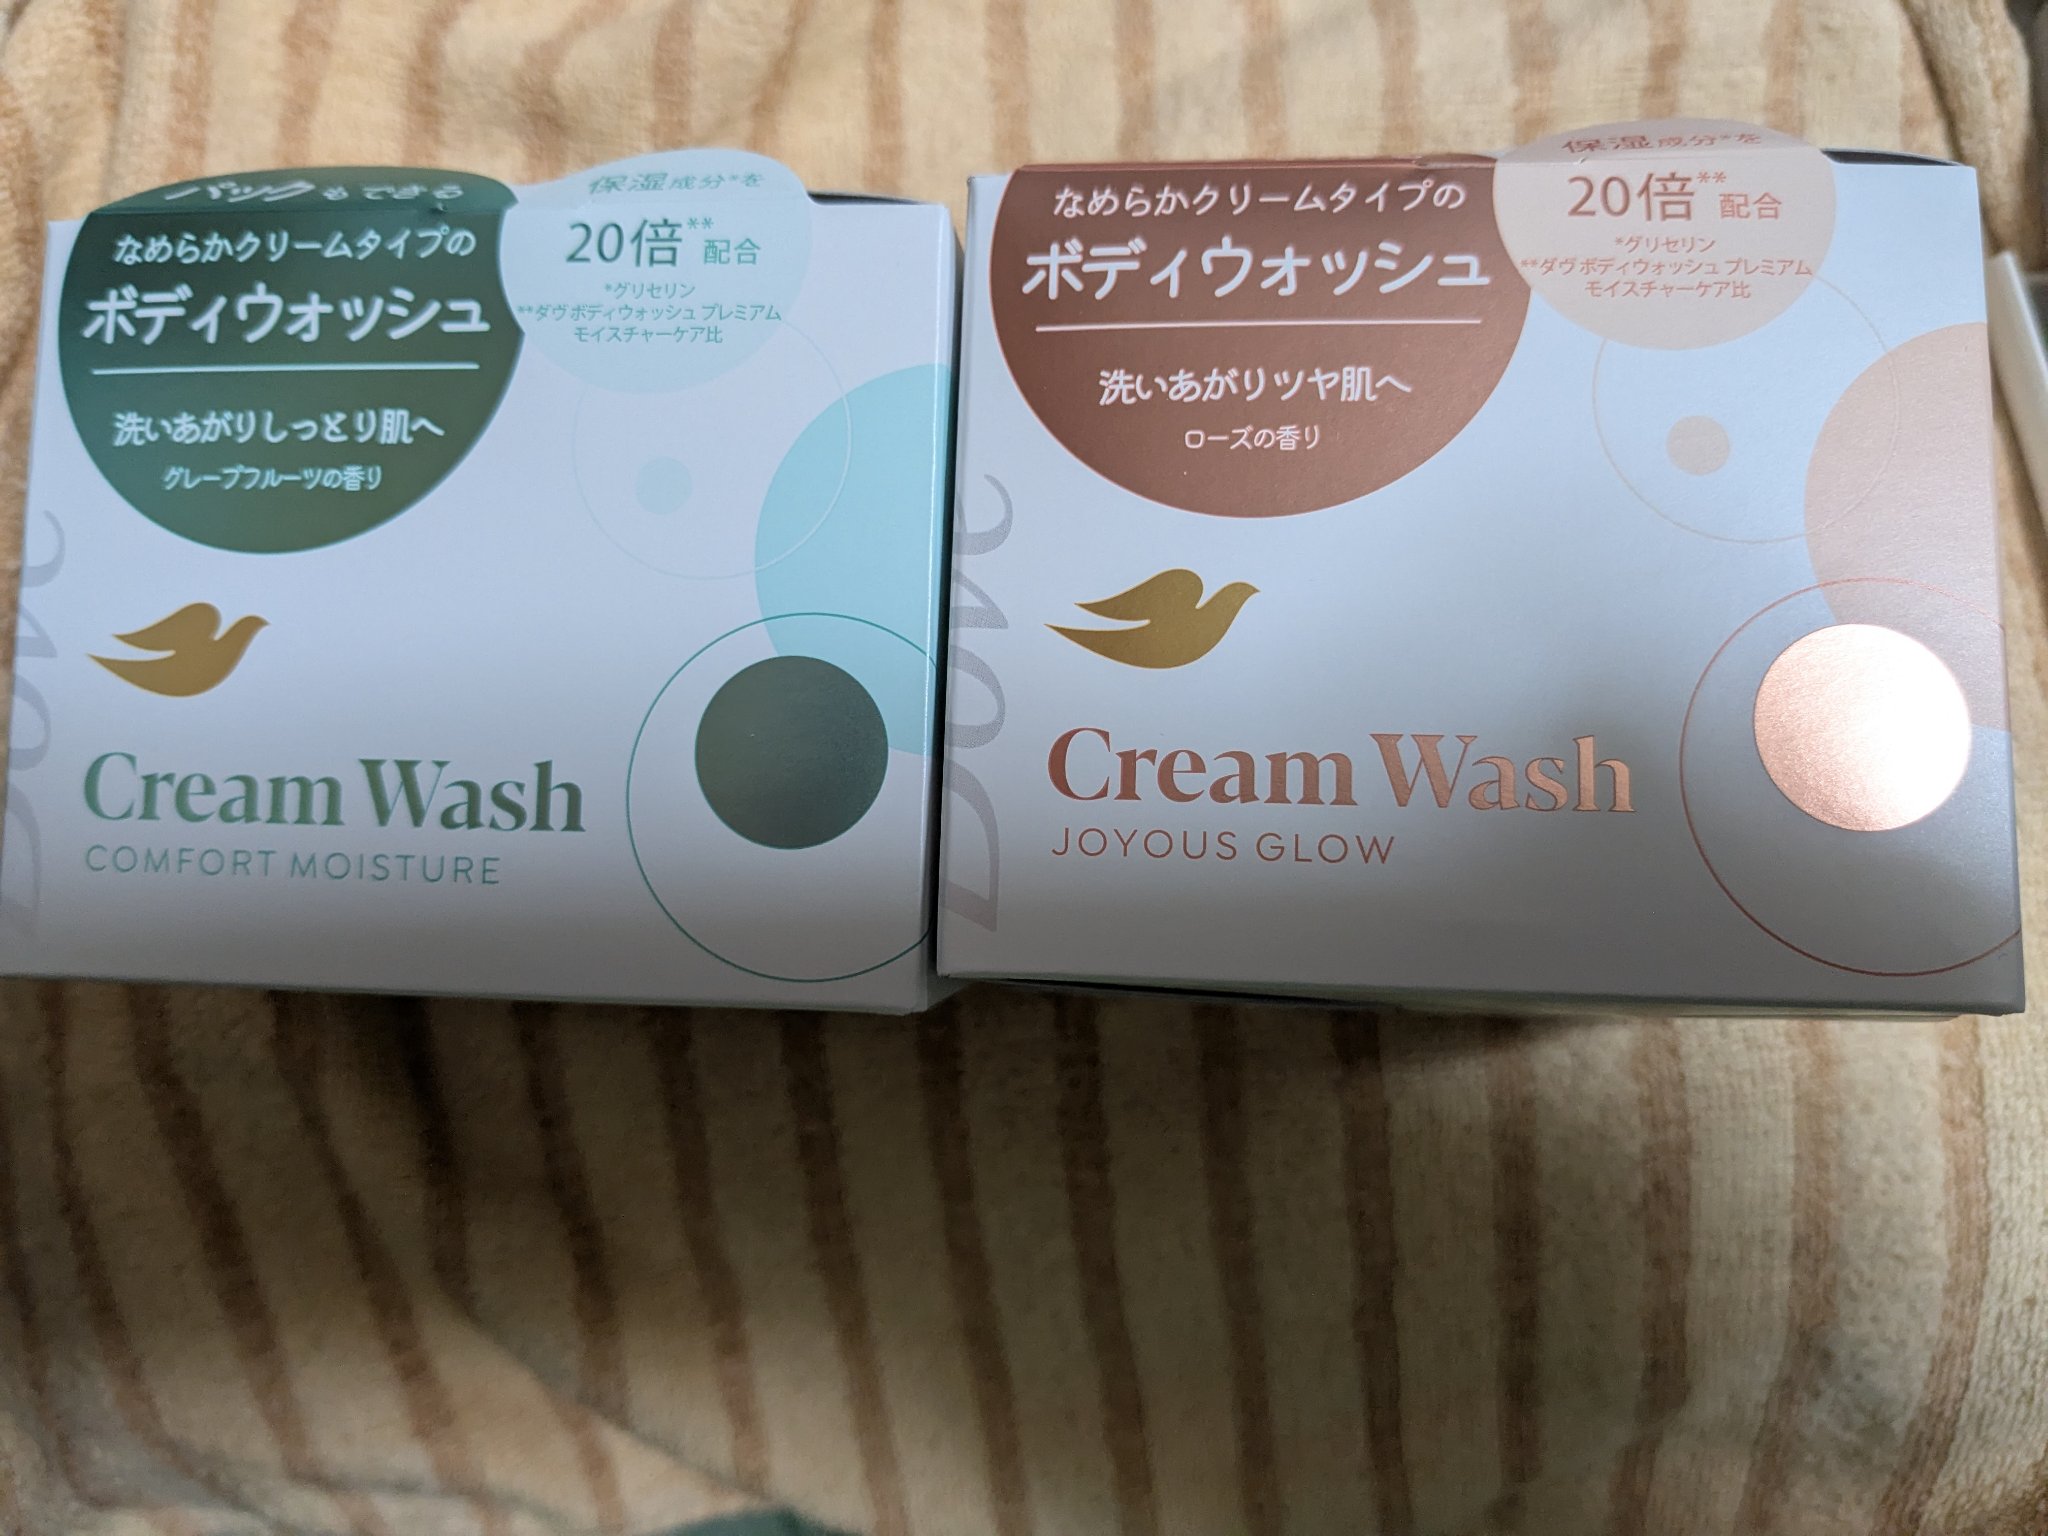 パックもできる
なめらかクリームタイプの
ボディウォッシュ
洗いあがりしっとり肌へ
グレープフルーツの香り
保湿成分*を
20倍**配合
*グリセリン
**ダヴ ボディウォッシュ プレミアム
モイスチャーケア比
Dove
Cream Wash
COMFORT MOISTURE
なめらかクリームタイプの
ボディウォッシュ
洗いあがりツヤ肌へ
ローズの香り
保湿成分*を
20倍**配合
*グリセリン
**ダヴ ボディウォッシュ プレミアム
モイスチャーケア比
Dove
Cream Wash
JOYOUS GLOW